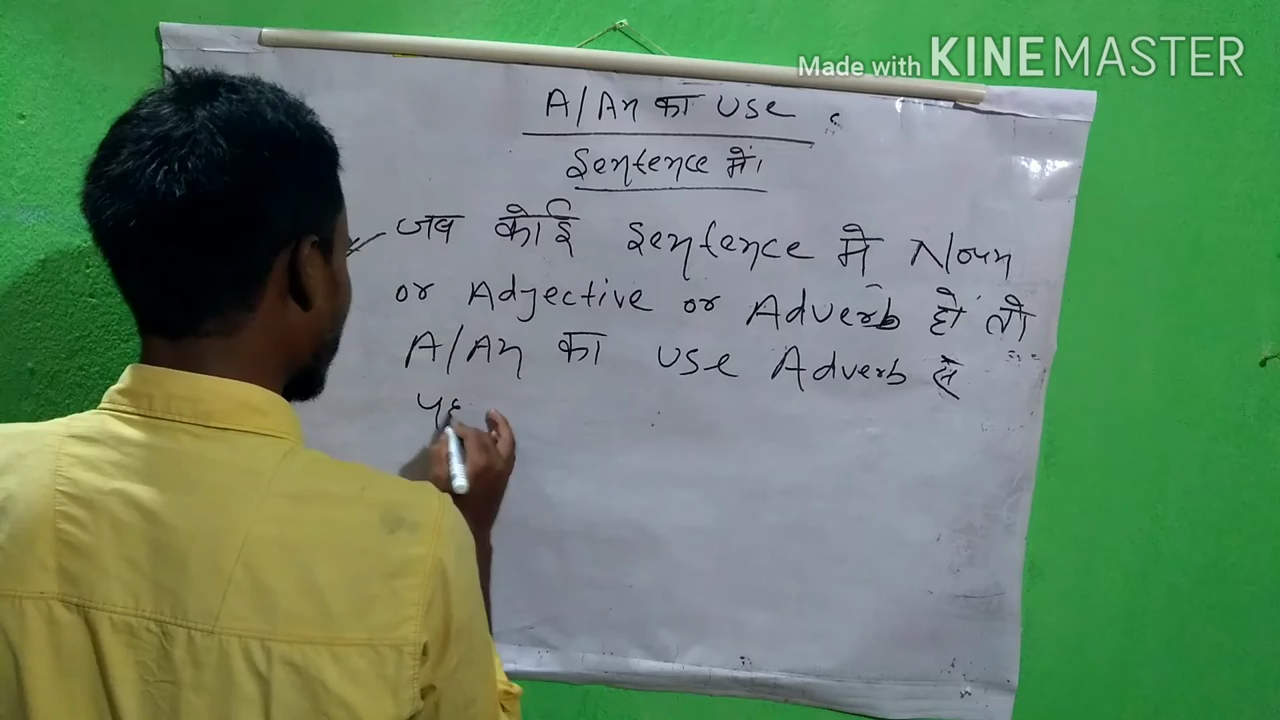 Made with KINEMASTER
A/An का Use
Sentence में।
जब कोई Sentence में Noun
or Adjective or Adverb हो तो
A/An का use Adverb से